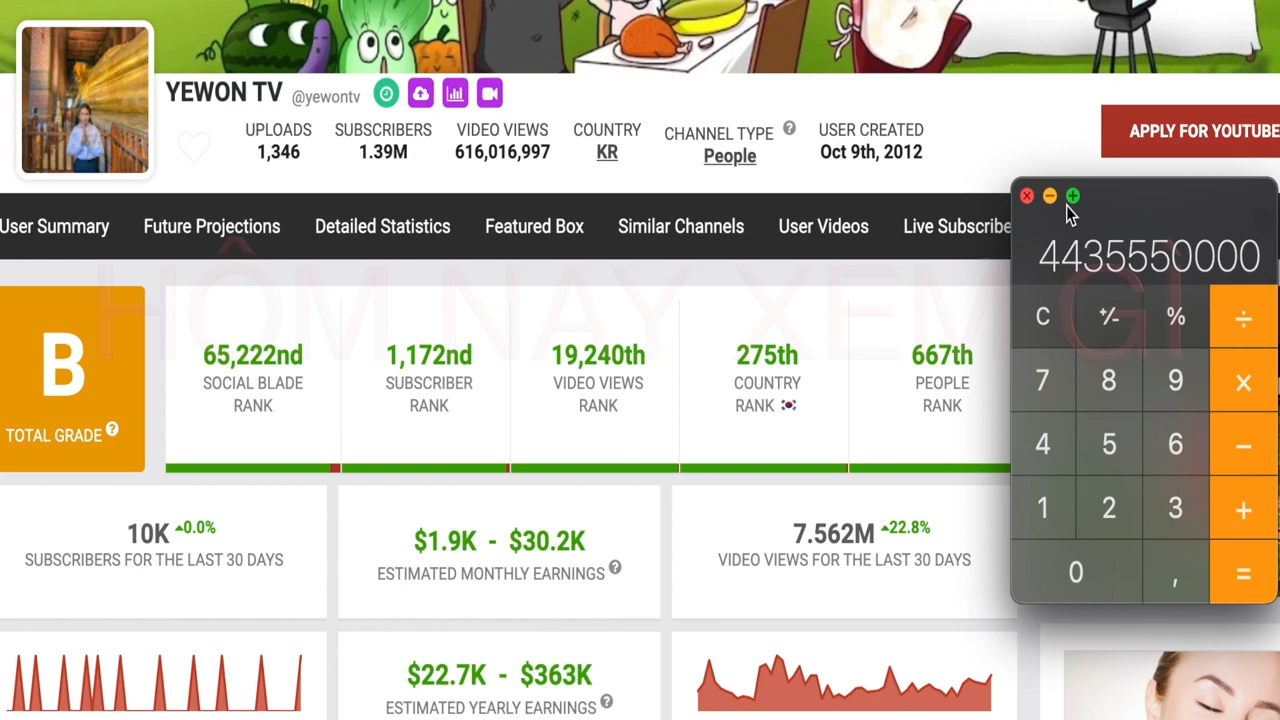 YEWON TV @yewontv
UPLOADS SUBSCRIBERS VIDEO VIEWS COUNTRY CHANNEL TYPE USER CREATED
1,346 1.39M 616,016,997 KR People Oct 9th, 2012
APPLY FOR YOUTUBE
User Summary Future Projections Detailed Statistics Featured Box Similar Channels User Videos Live Subscribe
4435550000
HÔM NAY XEM GÌ
C +/- % ÷
7 8 9 ×
4 5 6 −
1 2 3 +
0 , =
B
TOTAL GRADE
65,222nd 1,172nd 19,240th 275th 667th
SOCIAL BLADE SUBSCRIBER VIDEO VIEWS COUNTRY PEOPLE
RANK RANK RANK RANK RANK
10K 0.0%
SUBSCRIBERS FOR THE LAST 30 DAYS
$1.9K - $30.2K
ESTIMATED MONTHLY EARNINGS
7.562M 22.8%
VIDEO VIEWS FOR THE LAST 30 DAYS
$22.7K - $363K
ESTIMATED YEARLY EARNINGS